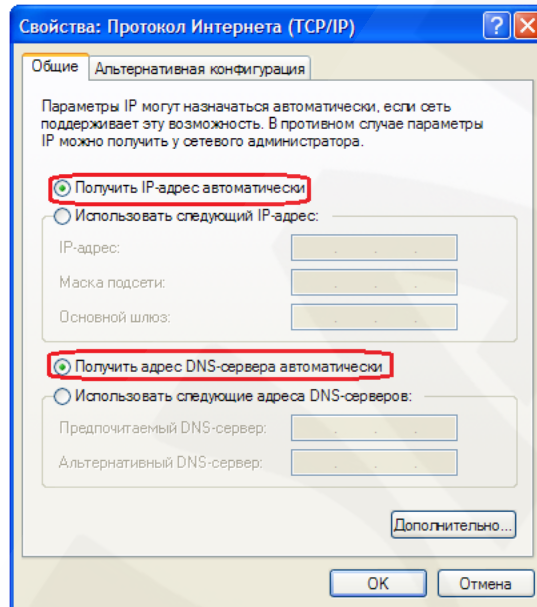 Свойства: Протокол Интернета (TCP/IP)
Общие
Альтернативная конфигурация
Параметры IP могут назначаться автоматически, если сеть
поддерживает эту возможность. В противном случае параметры
IP можно получить у сетевого администратора.
Получить IP-адрес автоматически
Использовать следующий IP-адрес:
IP-адрес:
Маска подсети:
Основной шлюз:
Получить адрес DNS-сервера автоматически
Использовать следующие адреса DNS-серверов:
Предпочитаемый DNS-сервер:
Альтернативный DNS-сервер:
Дополнительно...
ОК
Отмена